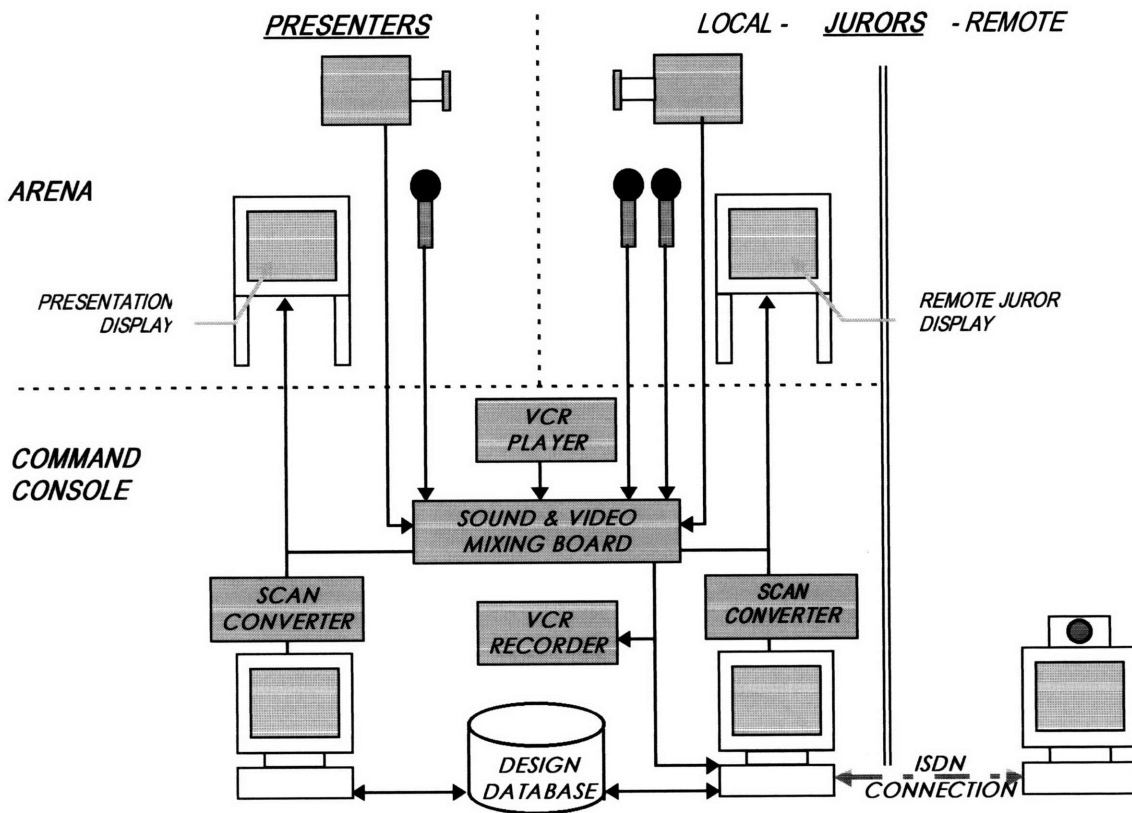 PRESENTERS
LOCAL - JURORS - REMOTE
ARENA
PRESENTATION
DISPLAY
REMOTE JUROR
DISPLAY
COMMAND
CONSOLE
VCR
PLAYER
SOUND & VIDEO
MIXING BOARD
SCAN
CONVERTER
VCR
RECORDER
SCAN
CONVERTER
DESIGN
DATABASE
ISDN
CONNECTION